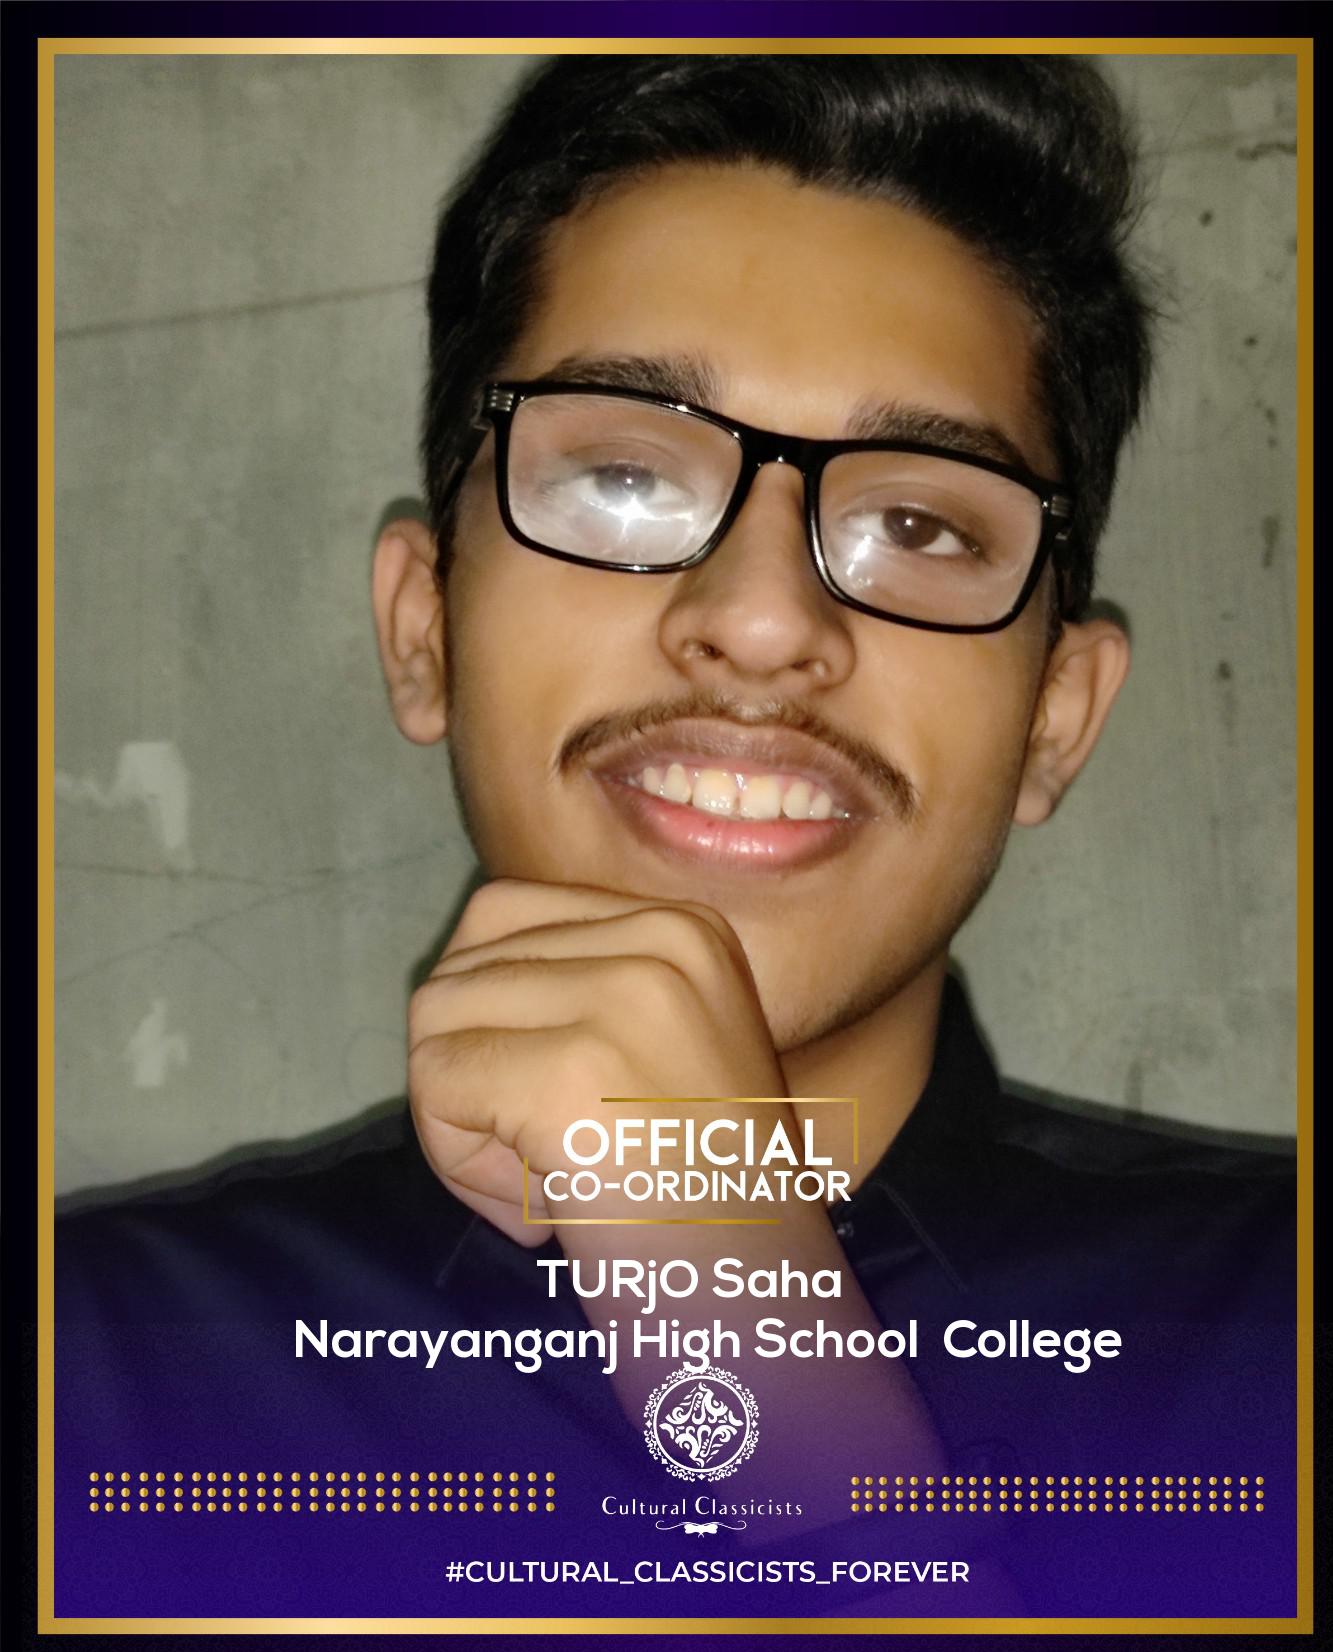 OFFICIAL
CO-ORDINATOR
TURjO Saha
Narayanganj High School College
Cultural Classicists
#CULTURAL_CLASSICISTS_FOREVER